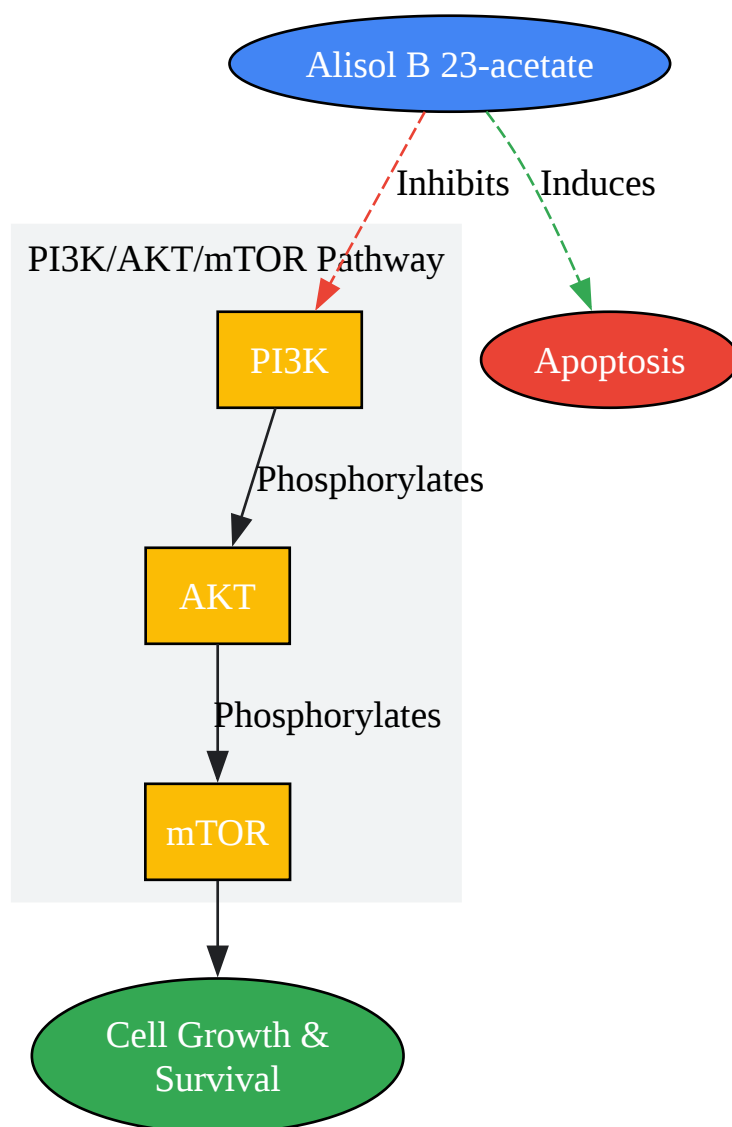 Alisol B 23-acetate
Inhibits
Induces
PI3K/AKT/mTOR Pathway
PI3K
Apoptosis
Phosphorylates
AKT
Phosphorylates
mTOR
Cell Growth &
Survival